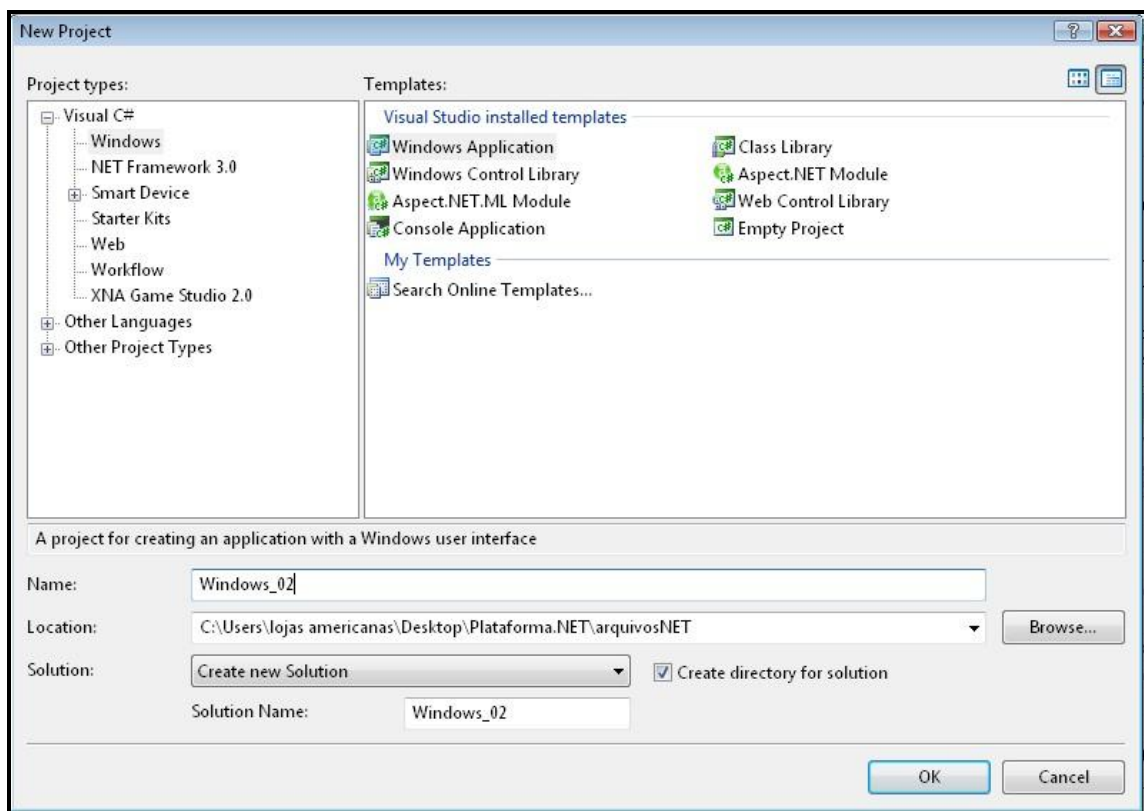 New Project
Project types:
Templates:
Visual C#
Windows
NET Framework 3.0
Smart Device
Starter Kits
Web
Workflow
XNA Game Studio 2.0
Other Languages
Other Project Types
Visual Studio installed templates
Windows Application
Class Library
Windows Control Library
Aspect.NET Module
Aspect.NET.ML Module
Web Control Library
Console Application
Empty Project
My Templates
Search Online Templates...
A project for creating an application with a Windows user interface
Name:
Windows_02
Location:
C:\Users\lojas americanas\Desktop\Plataforma.NET\arquivosNET
Browse...
Solution:
Create new Solution
Create directory for solution
Solution Name:
Windows_02
OK
Cancel